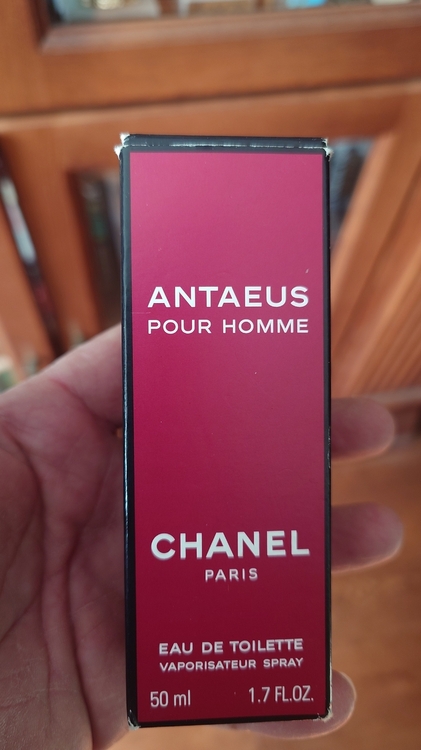 ANTAEUS
POUR HOMME
CHANEL
PARIS
EAU DE TOILETTE
VAPORISATEUR SPRAY
50 ml 1.7 FL.OZ.